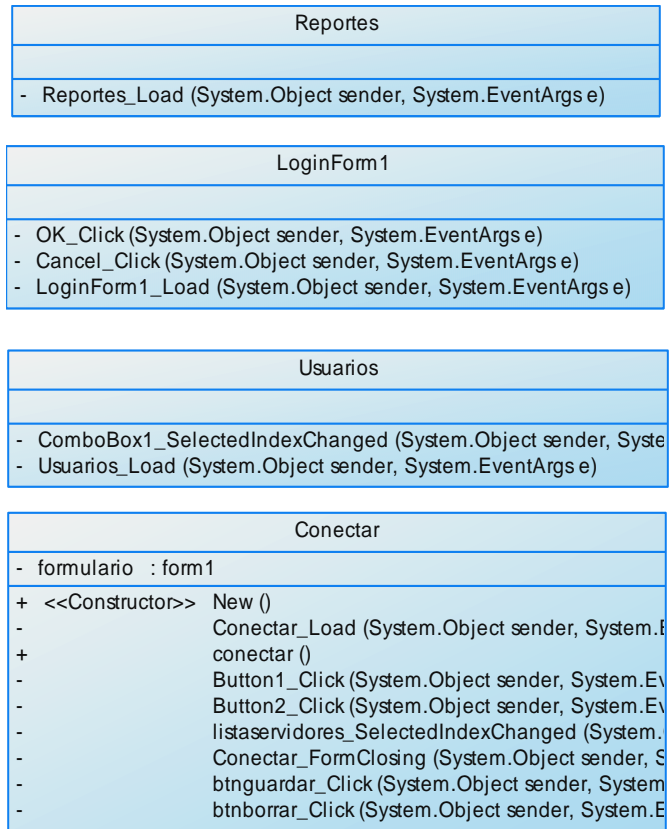 Reportes
- Reportes_Load (System.Object sender, System.EventArgs e)
LoginForm1
- OK_Click (System.Object sender, System.EventArgs e)
- Cancel_Click (System.Object sender, System.EventArgs e)
- LoginForm1_Load (System.Object sender, System.EventArgs e)
Usuarios
- ComboBox1_SelectedIndexChanged (System.Object sender, Syste
- Usuarios_Load (System.Object sender, System.EventArgs e)
Conectar
- formulario : form1
+ <<Constructor>> New ()
- Conectar_Load (System.Object sender, System.E
+ conectar ()
- Button1_Click (System.Object sender, System.Ev
- Button2_Click (System.Object sender, System.Ev
- listaservidores_SelectedIndexChanged (System.
- Conectar_FormClosing (System.Object sender, S
- btnguardar_Click (System.Object sender, System
- btnborrar_Click (System.Object sender, System.E